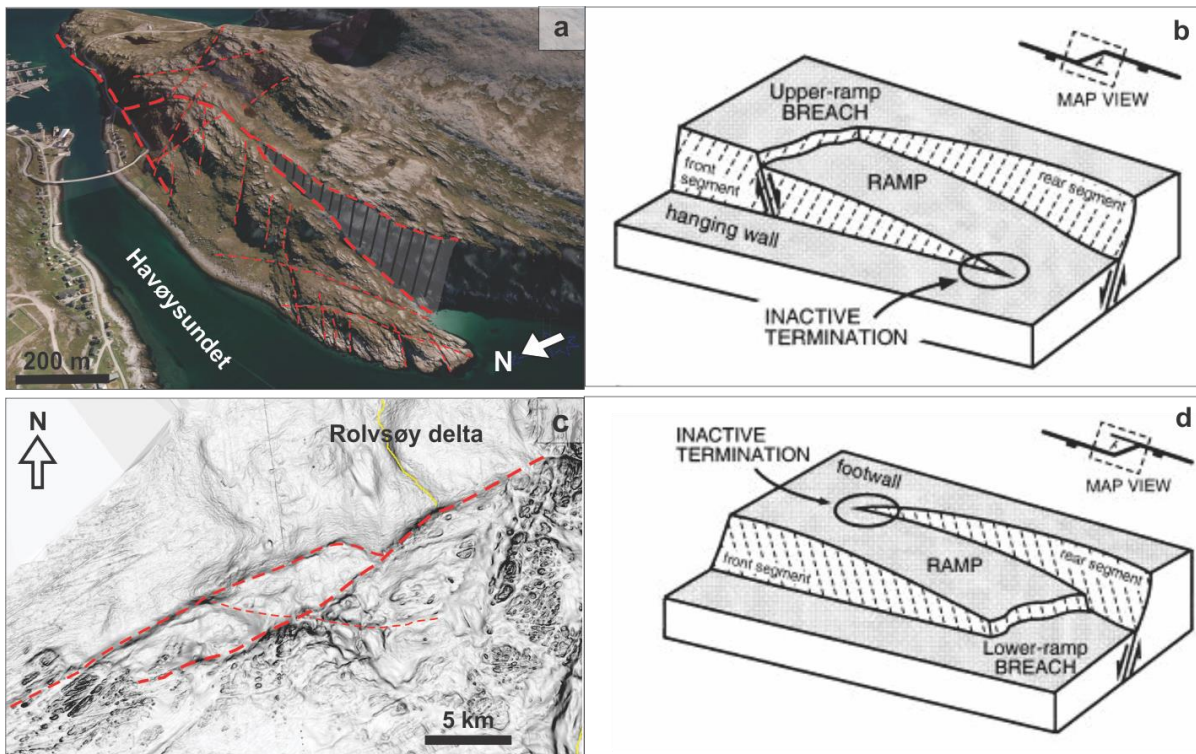 a
Havøysundet
200 m
N
b
MAP VIEW
Upper-ramp
BREACH
front
segment
RAMP
rear segment
hanging wall
INACTIVE
TERMINATION
c
N
Rolvsøy delta
5 km
d
INACTIVE
TERMINATION
footwall
MAP VIEW
front segment
RAMP
rear segment
Lower-ramp
BREACH